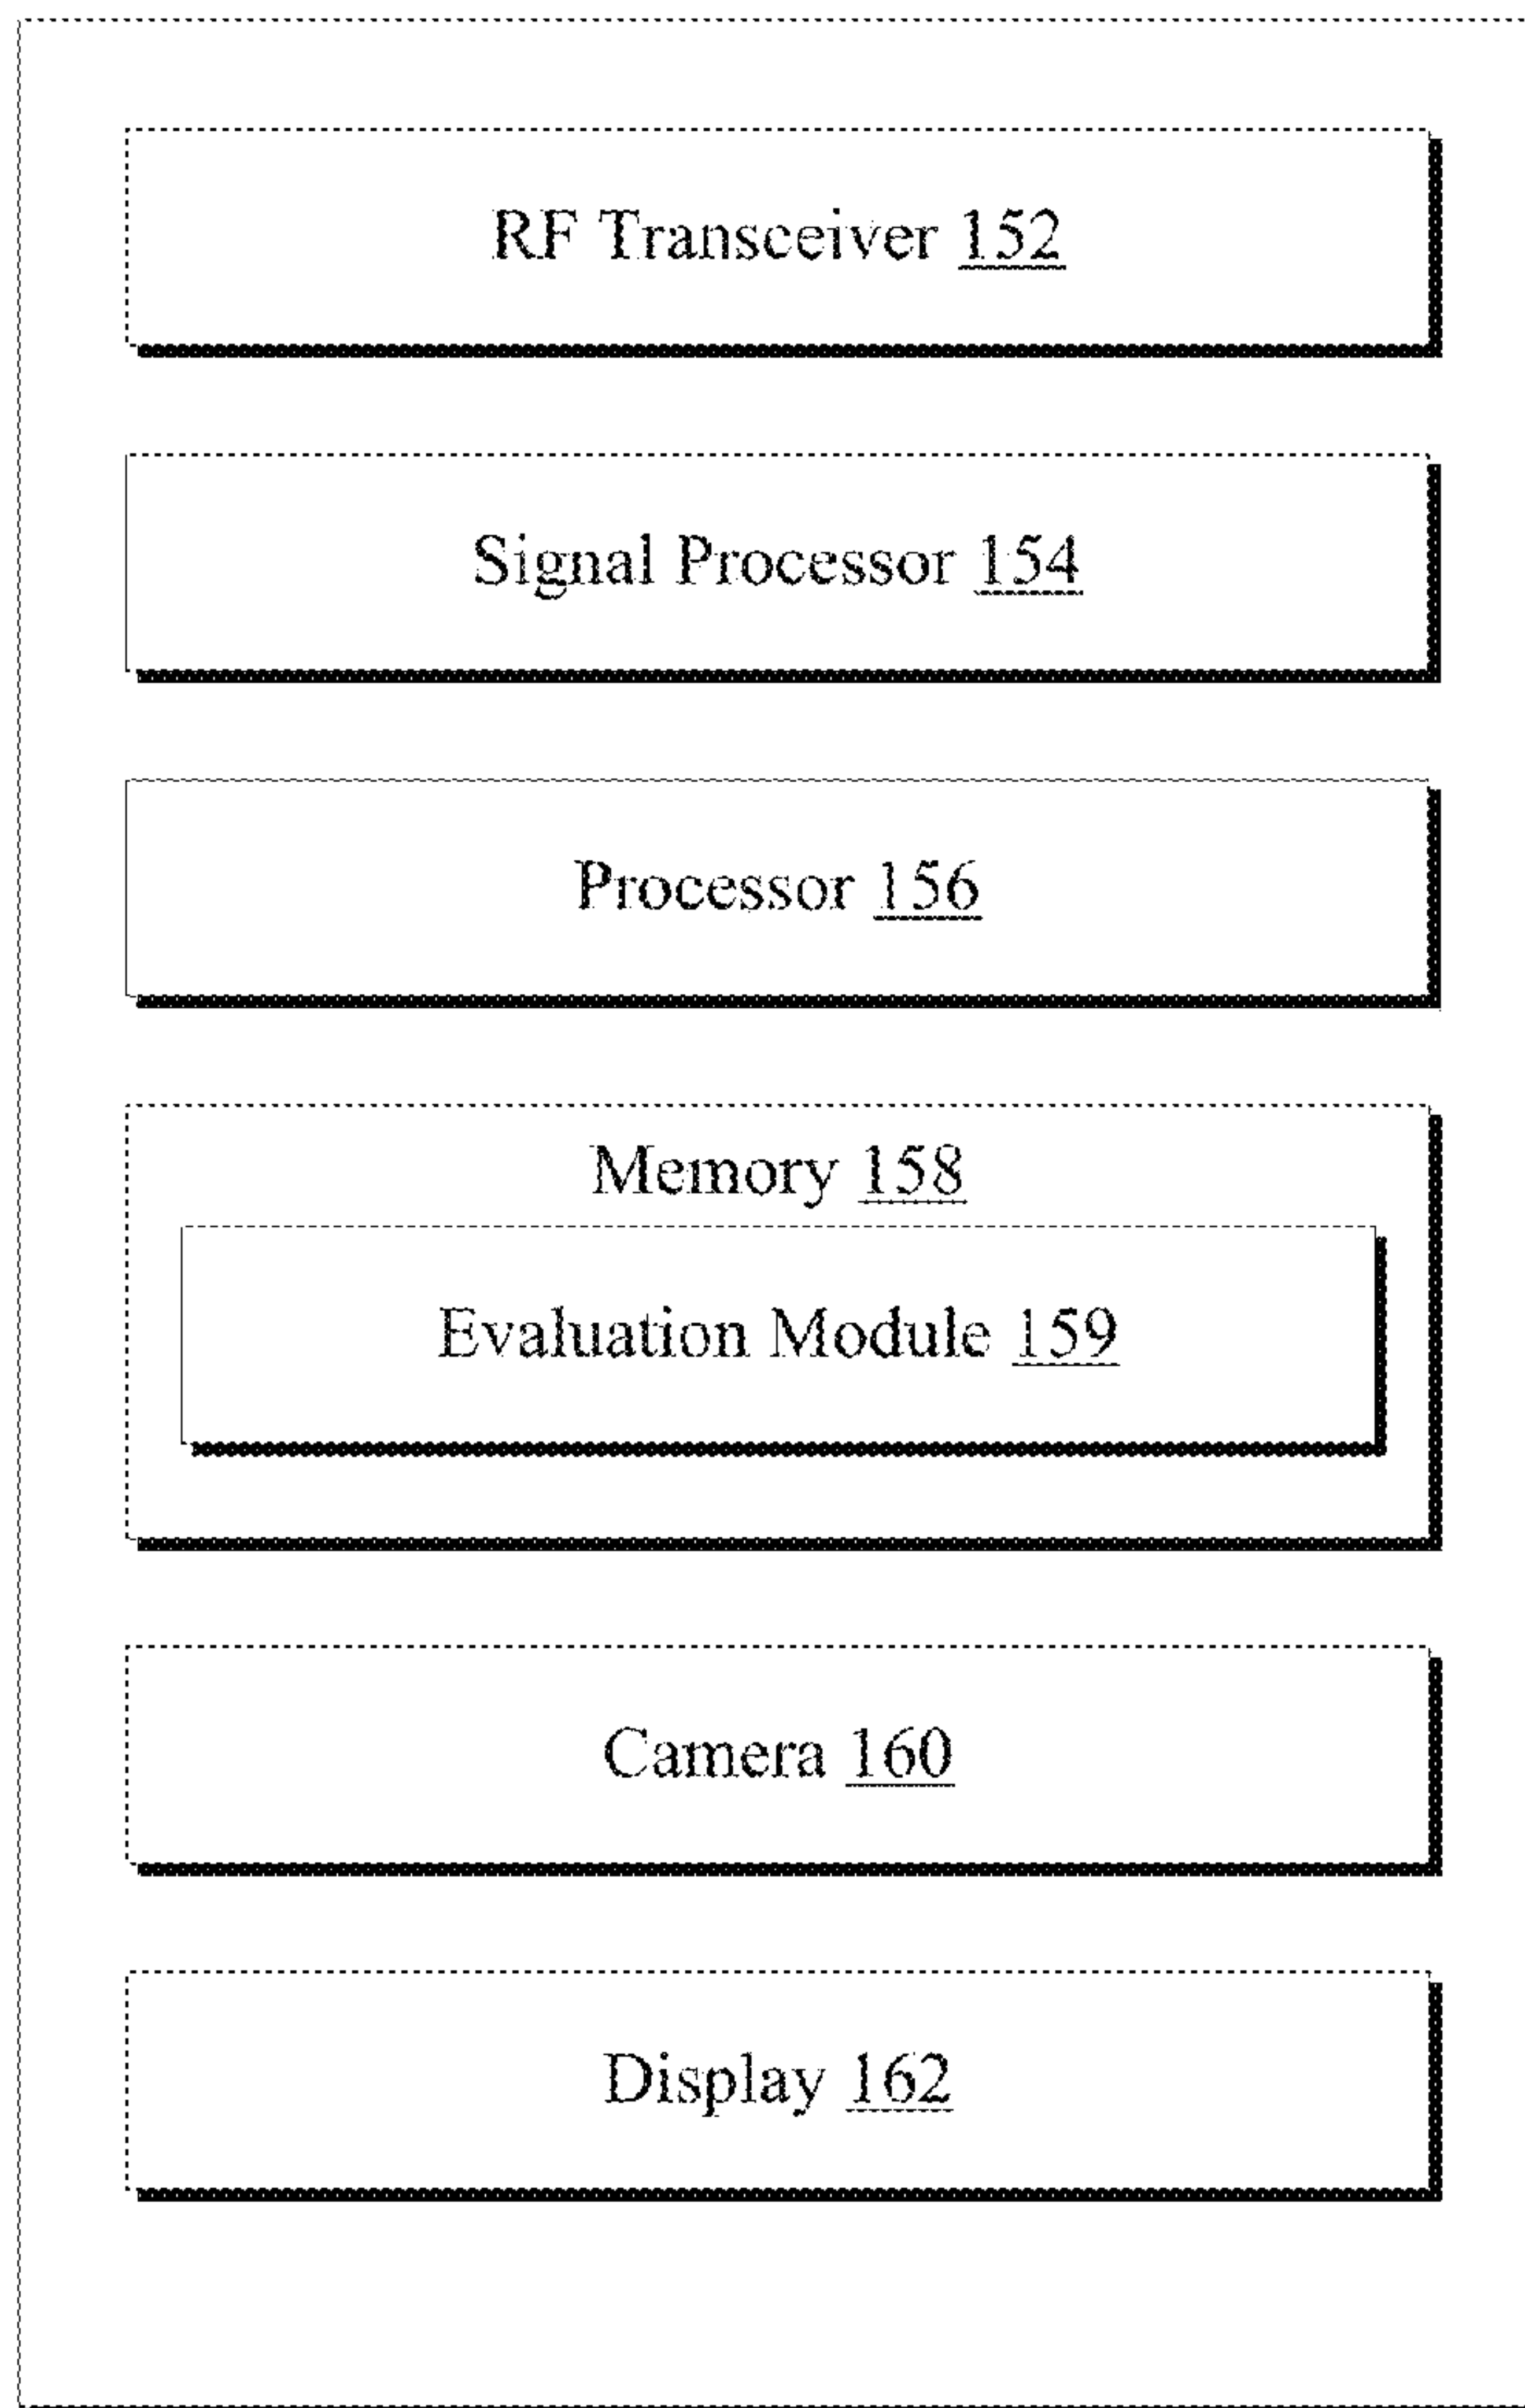 RF Transceiver 152
Signal Processor 154
Processor 156
Memory 158
Evaluation Module 159
Camera 160
Display 162